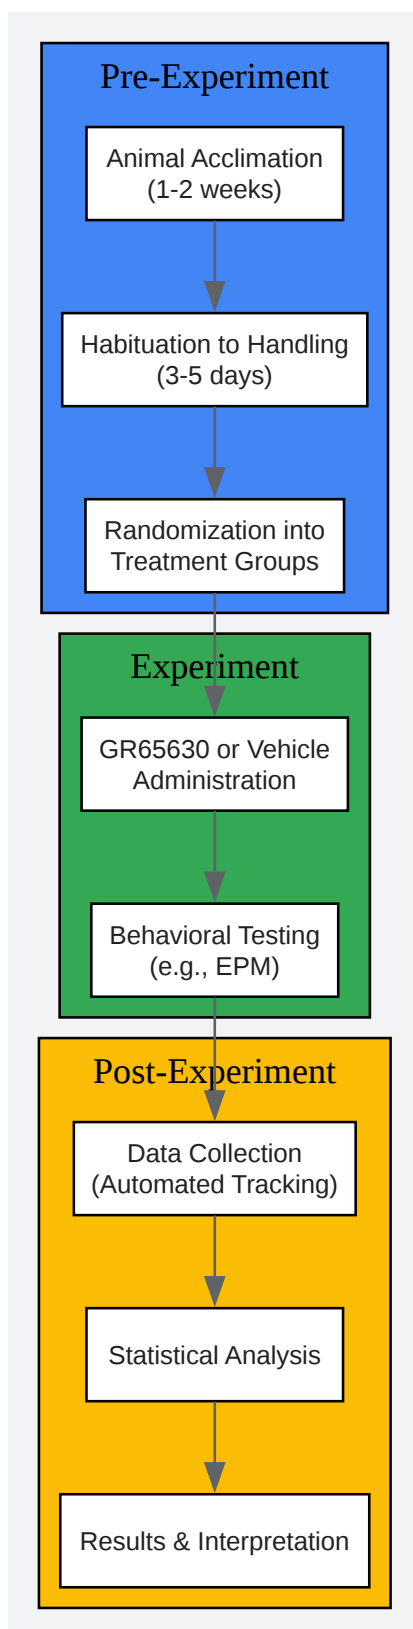 Pre-Experiment
Animal Acclimation
(1-2 weeks)
Habituation to Handling
(3-5 days)
Randomization into
Treatment Groups
Experiment
GR65630 or Vehicle
Administration
Behavioral Testing
(e.g., EPM)
Post-Experiment
Data Collection
(Automated Tracking)
Statistical Analysis
Results & Interpretation